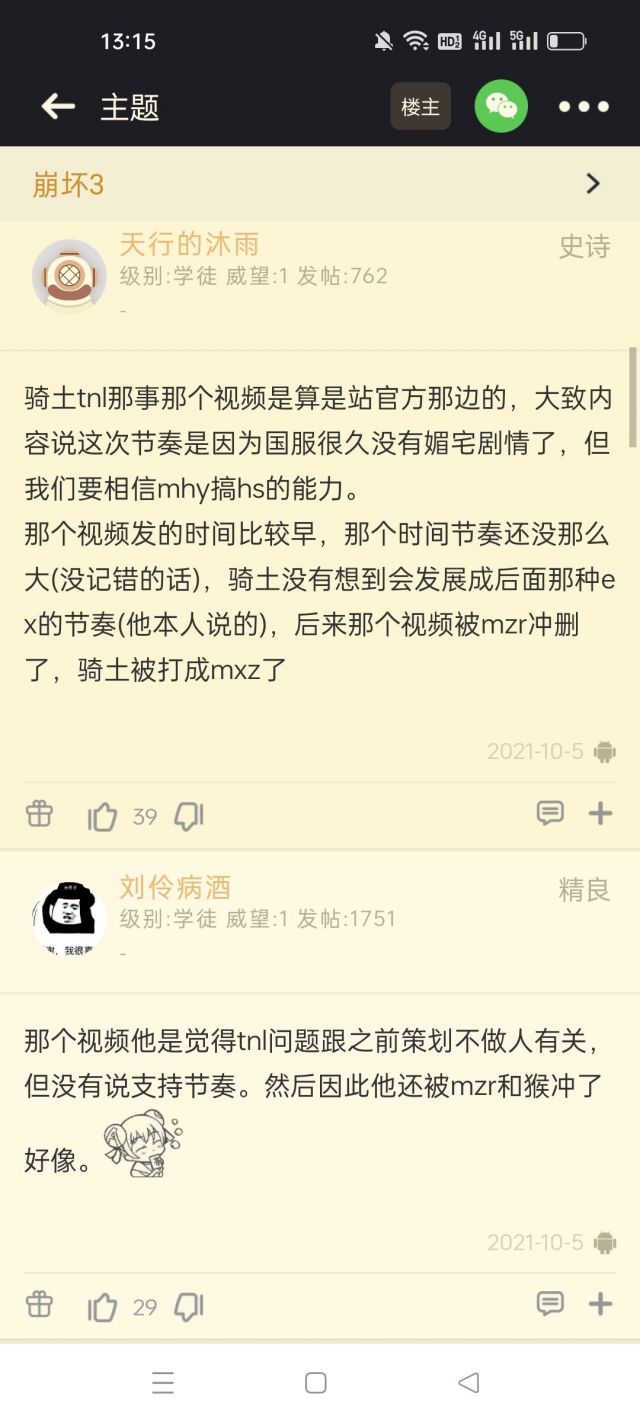 13:15
HD 1 2 4G 5G
主题
楼主
崩坏3
天行的沐雨
史诗
级别:学徒 威望:1 发帖:762
-
骑士tnl那事那个视频是算是站官方那边的，大致内
容说这次节奏是因为国服很久没有媚宅剧情了，但
我们要相信mhy搞hs的能力。
那个视频发的时间比较早，那个时间节奏还没那么
大(没记错的话)，骑士没有想到会发展成后面那种e
x的节奏(他本人说的)，后来那个视频被mzr冲删
了，骑士被打成mxz了
2021-10-5
39
刘伶病酒
精良
级别:学徒 威望:1 发帖:1751
-
那个视频他是觉得tnl问题跟之前策划不做人有关，
但没有说支持节奏。然后因此他还被mzr和猴冲了
好像。
2021-10-5
29